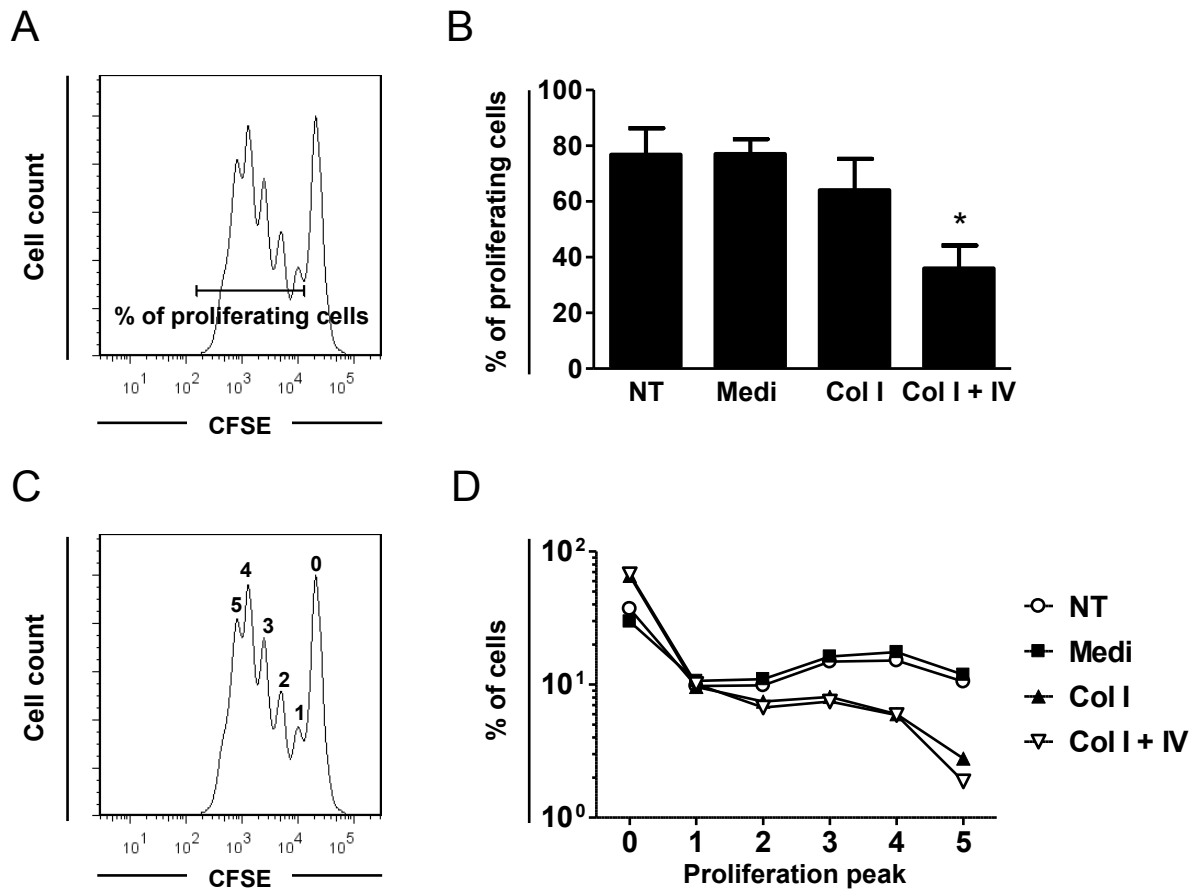 A
Cell count
% of proliferating cells
10^1 10^2 10^3 10^4 10^5
CFSE
B
% of proliferating cells
100
80
60
40
20
0
*
NT Medi Col I Col I + IV
C
Cell count
5 4 3 2 1 0
10^1 10^2 10^3 10^4 10^5
CFSE
D
% of cells
10^2
10^1
10^0
0 1 2 3 4 5
Proliferation peak
NT
Medi
Col I
Col I + IV